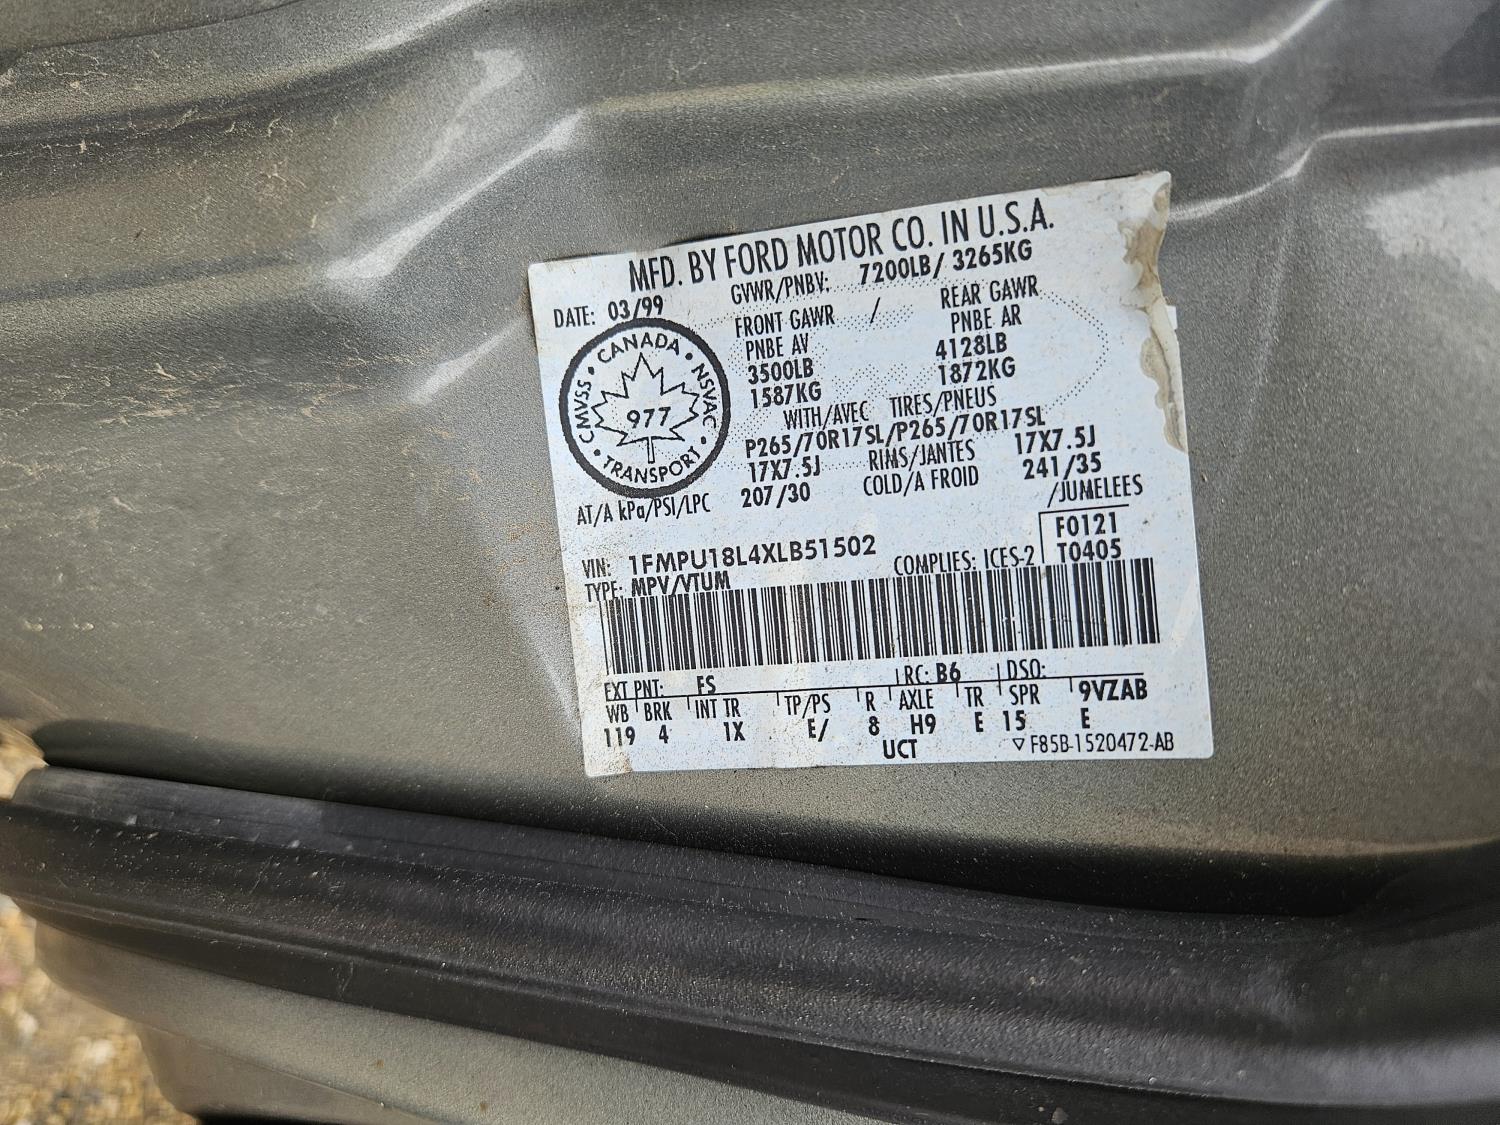 MFD. BY FORD MOTOR CO. IN U.S.A.
DATE: 03/99 GVWR/PNBV: 7200LB/ 3265KG
FRONT GAWR / REAR GAWR
PNBE AV PNBE AR
3500LB 4128LB
1587KG 1872KG
WITH/AVEC TIRES/PNEUS
P265/70R17SL/P265/70R17SL
17X7.5J RIMS/JANTES 17X7.5J
AT/A kPa/PSI/LPC 207/30 COLD/A FROID 241/35
/JUMELEES
CMVSS • CANADA • NSVAC • TRANSPORT •
977
VIN: 1FMPU18L4XLB51502 COMPLIES: ICES-2 F0121
TYPE: MPV/VTUM T0405
EXT PNT: FS RC: B6 DSO:
WB BRK INT TR TP/PS R AXLE TR SPR 9VZAB
119 4 1X E/ 8 H9 E 15 E
UCT ▽ F85B-1520472-AB